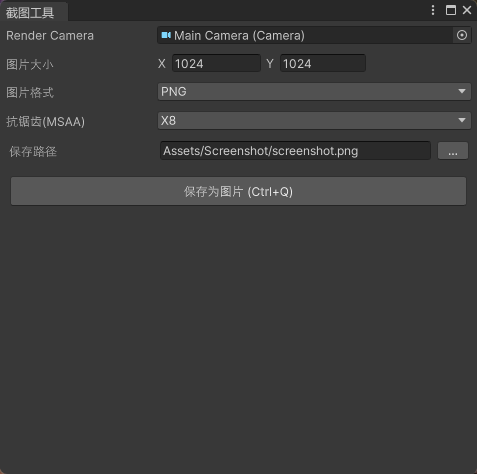 截图工具
Render Camera Main Camera (Camera)
图片大小 X 1024 Y 1024
图片格式 PNG
抗锯齿(MSAA) X8
保存路径 Assets/Screenshot/screenshot.png ...
保存为图片 (Ctrl+Q)